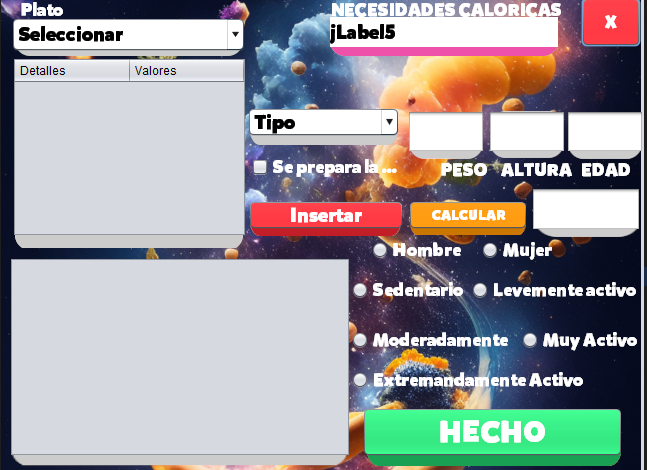 Plato
NECESIDADES CALORICAS
X
Seleccionar
jLabel5
Detalles Valores
Tipo
Se prepara la ...
PESO ALTURA EDAD
Insertar
CALCULAR
Hombre Mujer
Sedentario Levemente activo
Moderadamente Muy Activo
Extremandamente Activo
HECHO